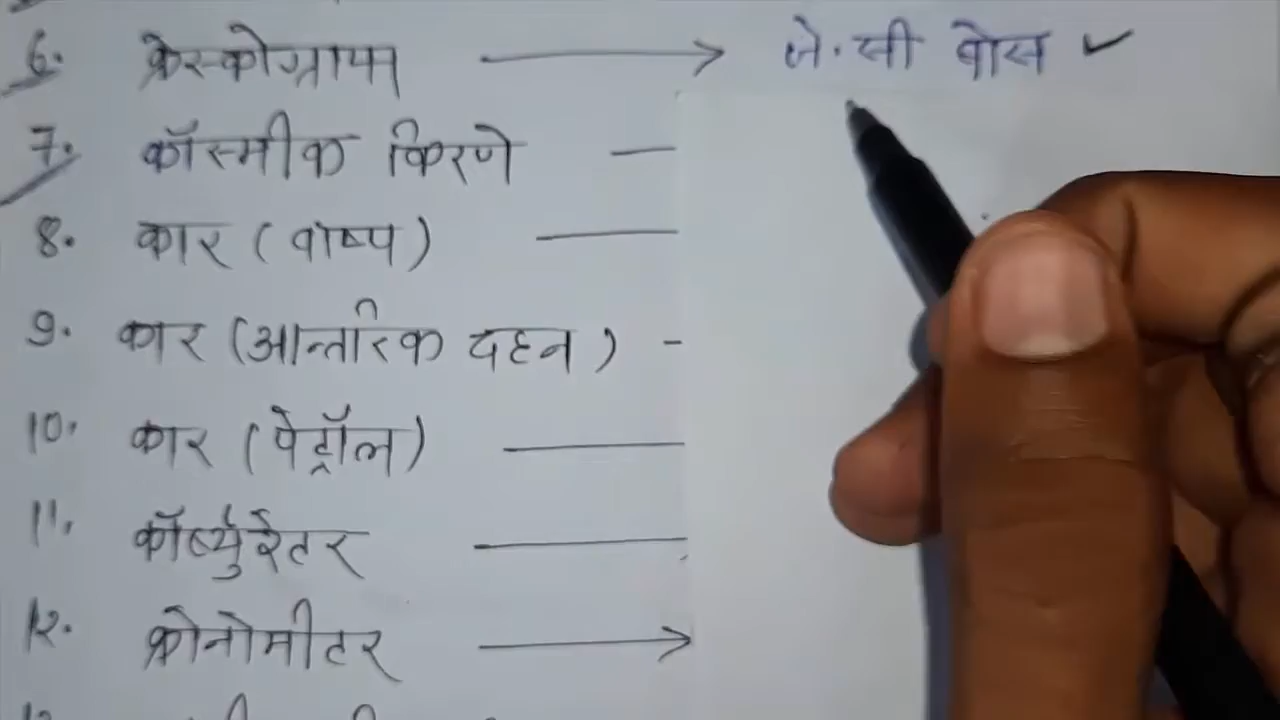 6. क्रेस्कोग्राफ → जे. सी बोस ✓
7. कॉस्मीक किरणे —
8. कार (वाष्प) —
9. कार (आन्तरिक दहन) -
10. कार (पेट्रॉल) —
11. कॉर्ब्युरेटर —
12. क्रोनोमीटर →